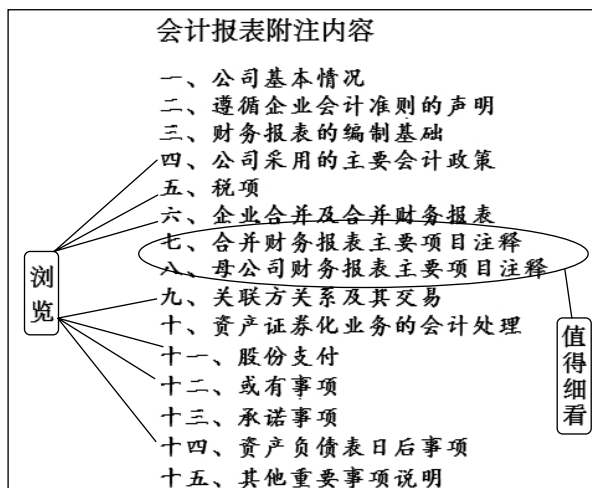 会计报表附注内容
一、公司基本情况
二、遵循企业会计准则的声明
三、财务报表的编制基础
四、公司采用的主要会计政策
五、税项
六、企业合并及合并财务报表
七、合并财务报表主要项目注释
八、母公司财务报表主要项目注释
九、关联方关系及其交易
十、资产证券化业务的会计处理
十一、股份支付
十二、或有事项
十三、承诺事项
十四、资产负债表日后事项
十五、其他重要事项说明
浏览
值得细看